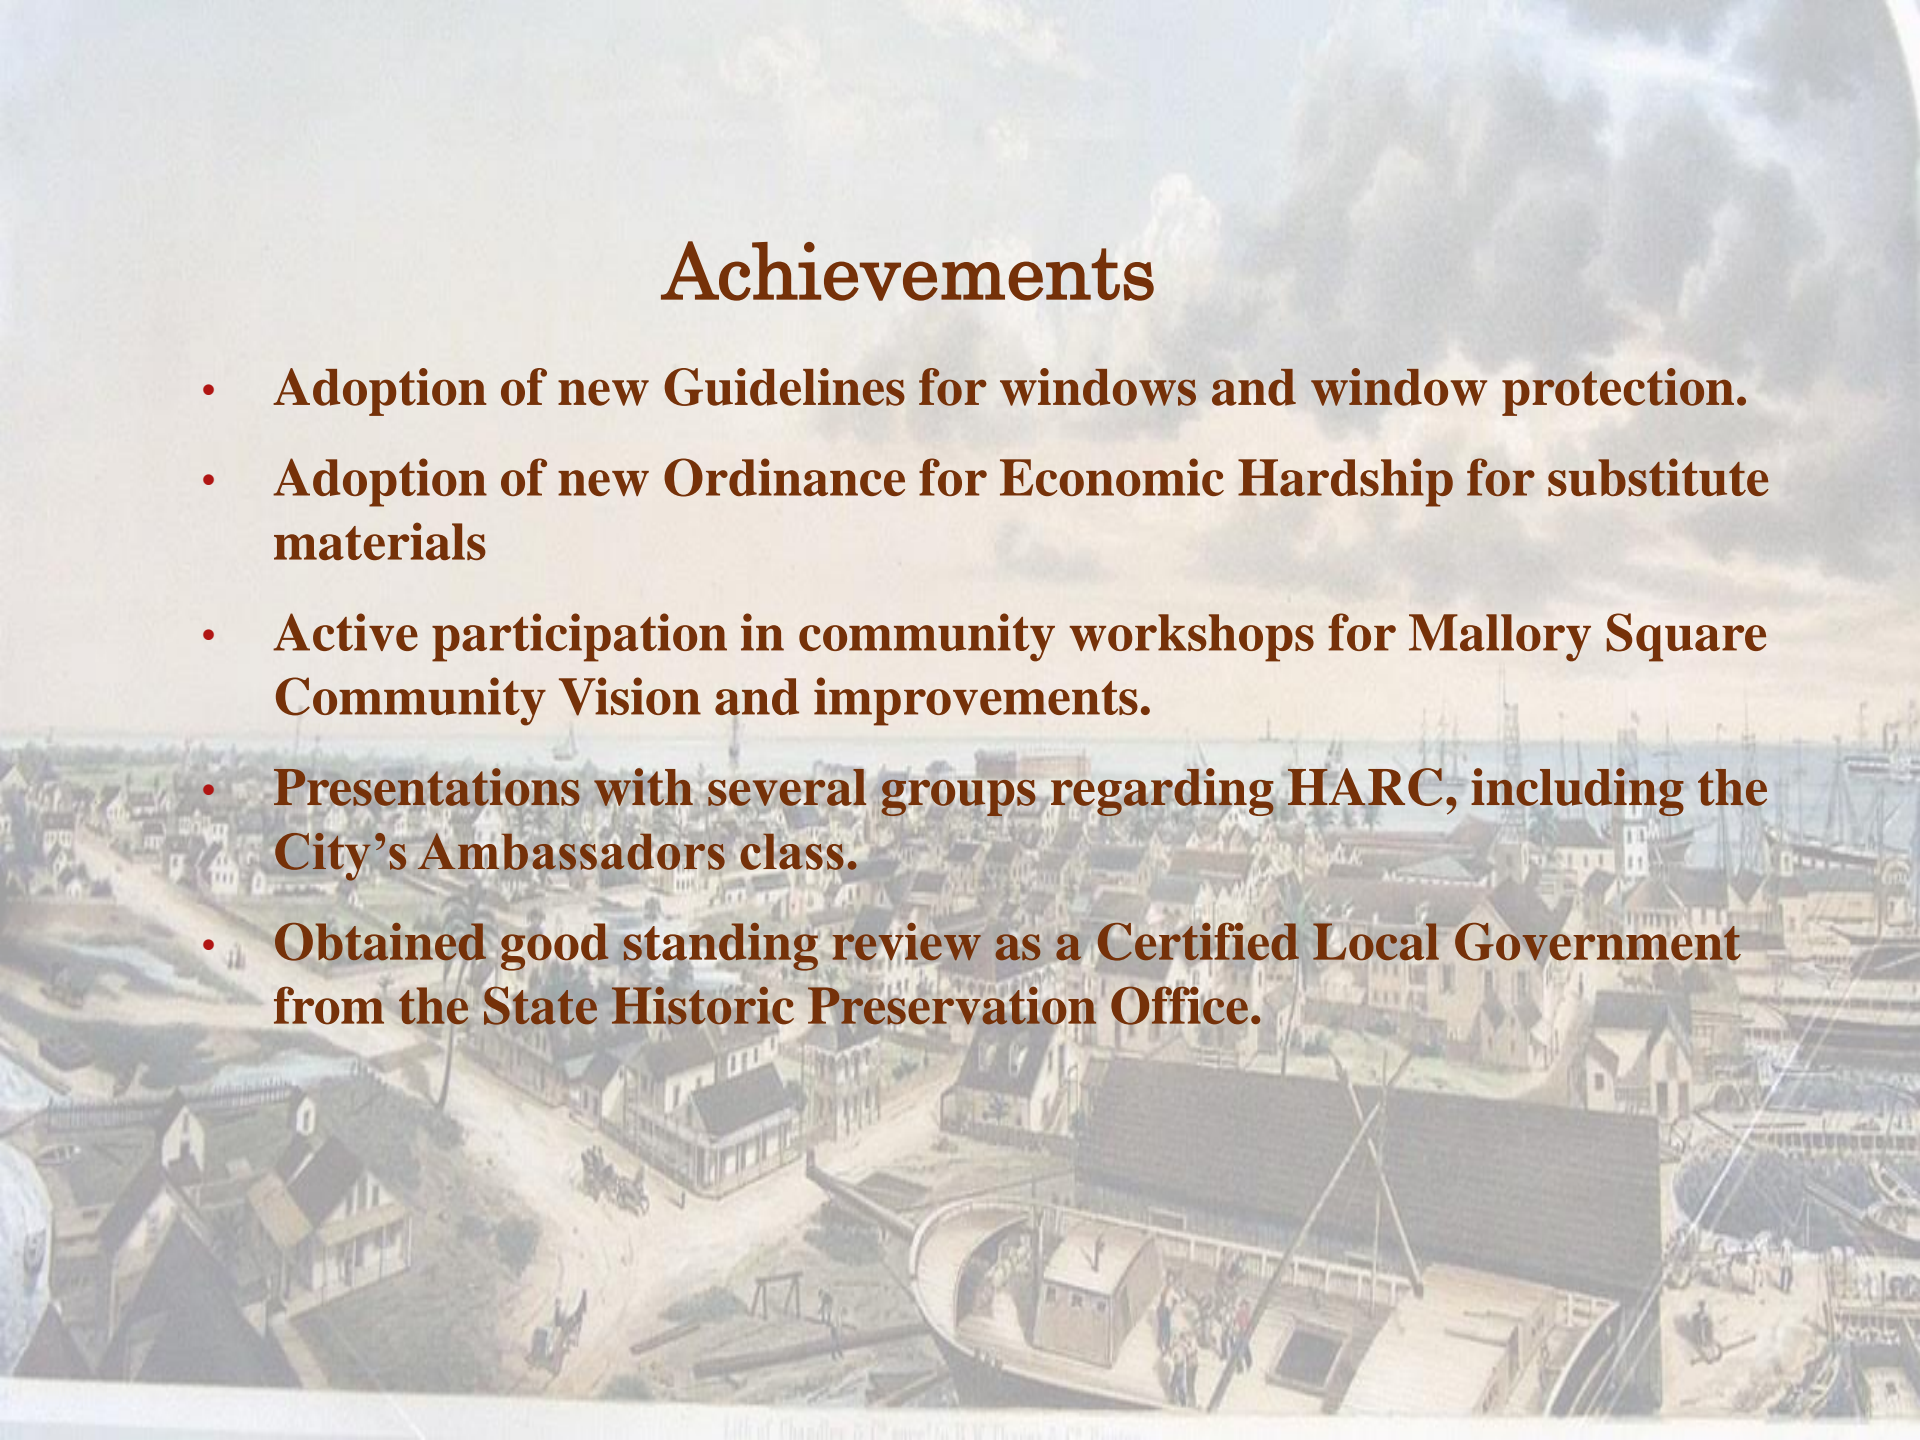 Achievements
• Adoption of new Guidelines for windows and window protection.
• Adoption of new Ordinance for Economic Hardship for substitute
materials
• Active participation in community workshops for Mallory Square
Community Vision and improvements.
• Presentations with several groups regarding HARC, including the
City’s Ambassadors class.
• Obtained good standing review as a Certified Local Government
from the State Historic Preservation Office.